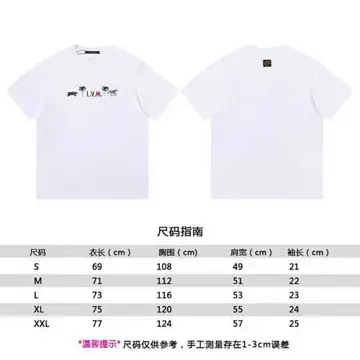 L.V.M.
尺码指南
尺码 衣长(cm) 胸围(cm) 肩宽(cm) 袖长(cm)
S 69 108 49 21
M 71 112 51 22
L 73 116 53 23
XL 75 120 55 24
XXL 77 124 57 25
*温馨提示* 尺码仅供参考，手工测量存在1-3cm误差